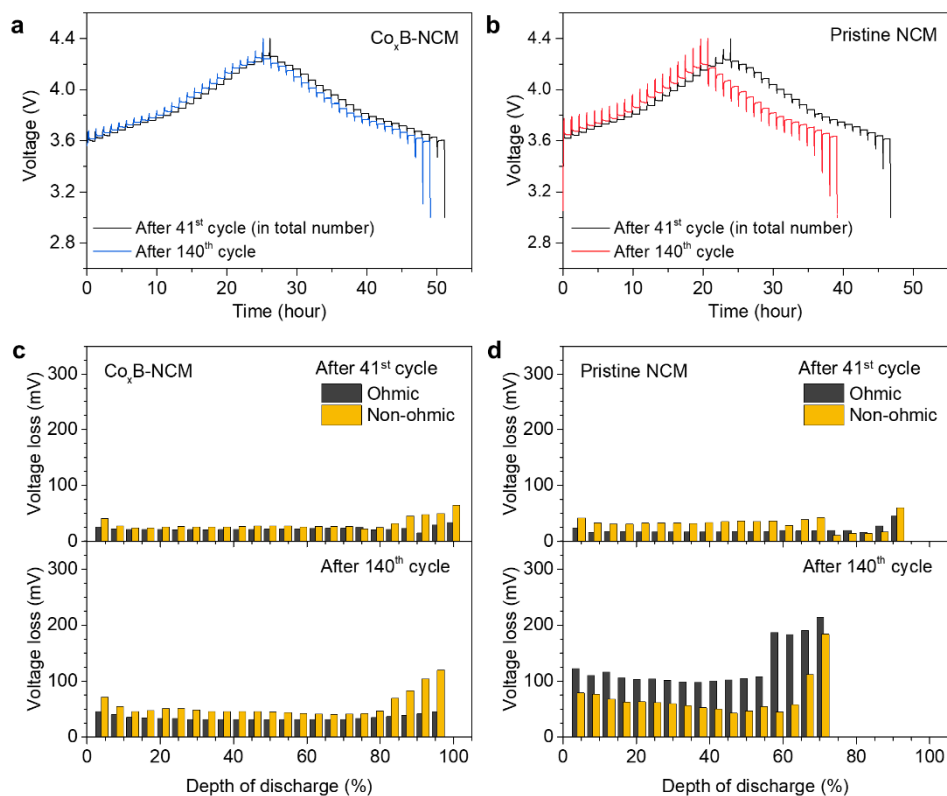 a
CoₓB-NCM
4.4
4.0
3.6
3.2
2.8
Voltage (V)
After 41ˢᵗ cycle (in total number)
After 140ᵗʰ cycle
0 10 20 30 40 50
Time (hour)
b
Pristine NCM
4.4
4.0
3.6
3.2
2.8
Voltage (V)
After 41ˢᵗ cycle (in total number)
After 140ᵗʰ cycle
0 10 20 30 40 50
Time (hour)
c
CoₓB-NCM
After 41ˢᵗ cycle
Ohmic
Non-ohmic
300
200
100
0
Voltage loss (mV)
After 140ᵗʰ cycle
300
200
100
0
Voltage loss (mV)
0 20 40 60 80 100
Depth of discharge (%)
d
Pristine NCM
After 41ˢᵗ cycle
Ohmic
Non-ohmic
300
200
100
0
Voltage loss (mV)
After 140ᵗʰ cycle
300
200
100
0
Voltage loss (mV)
0 20 40 60 80 100
Depth of discharge (%)